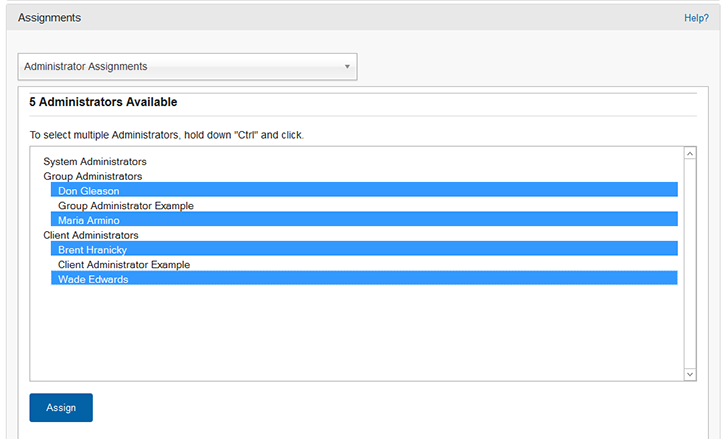 Assignments
Help?
Administrator Assignments
5 Administrators Available
To select multiple Administrators, hold down "Ctrl" and click.
System Administrators
Group Administrators
Don Gleason
Group Administrator Example
Maria Armino
Client Administrators
Brent Hranicky
Client Administrator Example
Wade Edwards
Assign